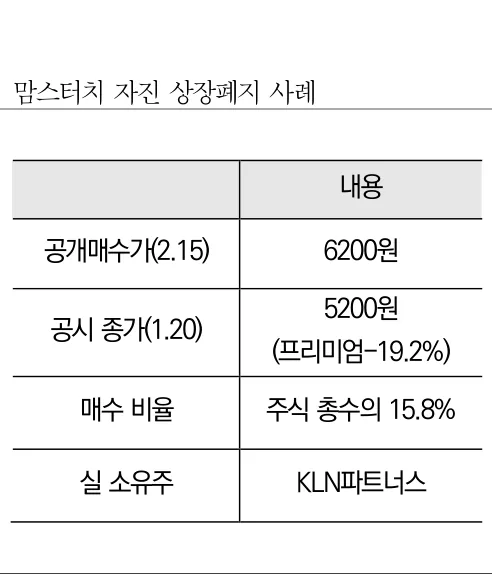 맘스터치 자진 상장폐지 사례
내용
공개매수가(2.15) 6200원
공시 종가(1.20) 5200원
(프리미엄-19.2%)
매수 비율 주식 총수의 15.8%
실 소유주 KLN파트너스